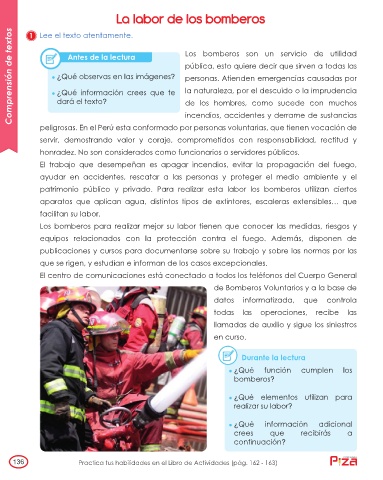 La labor de los bomberos
Comprensión de textos
1 Lee el texto atentamente.
Antes de la lectura
¿Qué observas en las imágenes?
¿Qué información crees que te
dará el texto?
Los bomberos son un servicio de utilidad
pública, esto quiere decir que sirven a todas las
personas. Atienden emergencias causadas por
la naturaleza, por el descuido o la imprudencia
de los hombres, como sucede con muchos
incendios, accidentes y derrame de sustancias
peligrosas. En el Perú esta conformado por personas voluntarias, que tienen vocación de
servir, demostrando valor y coraje, comprometidos con responsabilidad, rectitud y
honradez. No son considerados como funcionarios o servidores públicos.
El trabajo que desempeñan es apagar incendios, evitar la propagación del fuego,
ayudar en accidentes, rescatar a las personas y proteger el medio ambiente y el
patrimonio público y privado. Para realizar esta labor los bomberos utilizan ciertos
aparatos que aplican agua, distintos tipos de extintores, escaleras extensibles... que
facilitan su labor.
Los bomberos para realizar mejor su labor tienen que conocer las medidas, riesgos y
equipos relacionados con la protección contra el fuego. Además, disponen de
publicaciones y cursos para documentarse sobre su trabajo y sobre las normas por las
que se rigen, y estudian e informan de los casos excepcionales.
El centro de comunicaciones está conectado a todos los teléfonos del Cuerpo General
de Bomberos Voluntarios y a la base de
datos informatizada, que controla
todas las operaciones, recibe las
llamadas de auxilio y sigue los siniestros
en curso.
Durante la lectura
¿Qué función cumplen los
bomberos?
¿Qué elementos utilizan para
realizar su labor?
¿Qué información adicional
crees que recibirás a
continuación?
136
Practica tus habilidades en el Libro de Actividades (pág. 162 - 163)
Piza